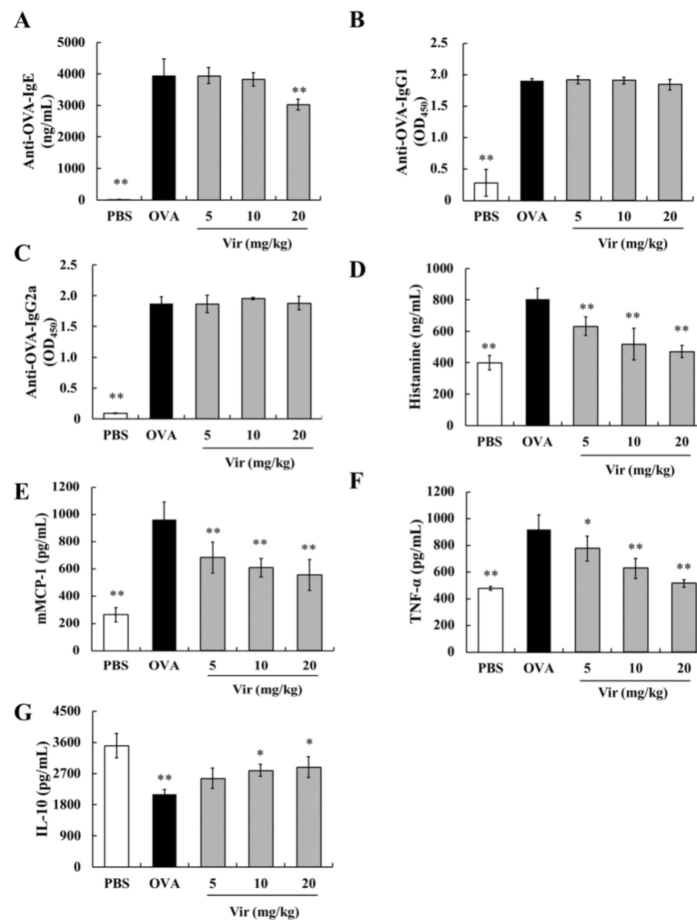 A
Anti-OVA-IgE
(ng/mL)
5000
4000
3000
2000
1000
0
**
**
PBS OVA 5 10 20
Vir (mg/kg)
B
Anti-OVA-IgG1
(OD450)
2.0
1.5
1.0
0.5
0.0
**
PBS OVA 5 10 20
Vir (mg/kg)
C
Anti-OVA-IgG2a
(OD450)
2.5
2.0
1.5
1.0
0.5
0.0
**
PBS OVA 5 10 20
Vir (mg/kg)
D
Histamine (ng/mL)
1000
800
600
400
200
0
**
**
**
**
PBS OVA 5 10 20
Vir (mg/kg)
E
mMCP-1 (pg/mL)
1200
1000
800
600
400
200
0
**
**
**
**
PBS OVA 5 10 20
Vir (mg/kg)
F
TNF-α (pg/mL)
1200
1000
800
600
400
200
0
**
*
**
**
PBS OVA 5 10 20
Vir (mg/kg)
G
IL-10 (pg/mL)
4500
3600
2700
1800
900
0
**
*
*
PBS OVA 5 10 20
Vir (mg/kg)